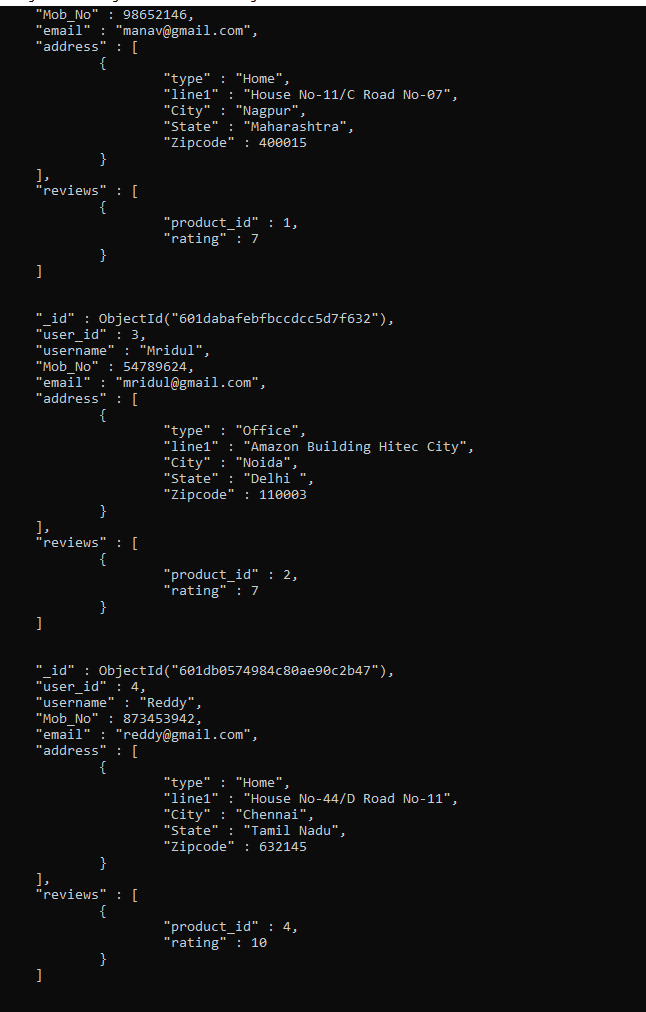 "Mob_No" : 98652146,
"email" : "manav@gmail.com",
"address" : [
{
"type" : "Home",
"line1" : "House No-11/C Road No-07",
"City" : "Nagpur",
"State" : "Maharashtra",
"Zipcode" : 400015
}
],
"reviews" : [
{
"product_id" : 1,
"rating" : 7
}
]
"_id" : ObjectId("601dabafebfbccdcc5d7f632"),
"user_id" : 3,
"username" : "Mridul",
"Mob_No" : 54789624,
"email" : "mridul@gmail.com",
"address" : [
{
"type" : "Office",
"line1" : "Amazon Building Hitec City",
"City" : "Noida",
"State" : "Delhi ",
"Zipcode" : 110003
}
],
"reviews" : [
{
"product_id" : 2,
"rating" : 7
}
]
"_id" : ObjectId("601db0574984c80ae90c2b47"),
"user_id" : 4,
"username" : "Reddy",
"Mob_No" : 873453942,
"email" : "reddy@gmail.com",
"address" : [
{
"type" : "Home",
"line1" : "House No-44/D Road No-11",
"City" : "Chennai",
"State" : "Tamil Nadu",
"Zipcode" : 632145
}
],
"reviews" : [
{
"product_id" : 4,
"rating" : 10
}
]